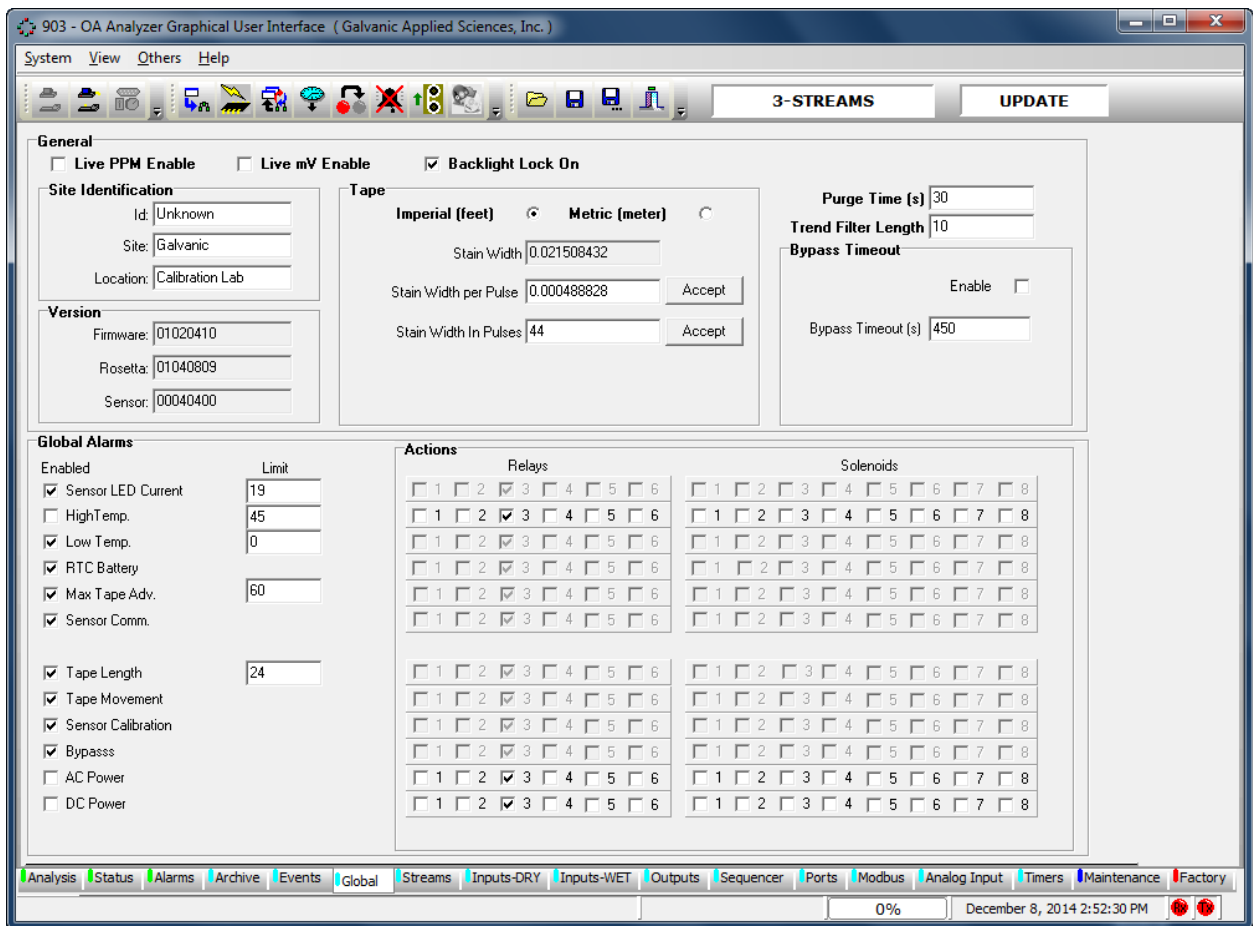 903 - OA Analyzer Graphical User Interface ( Galvanic Applied Sciences, Inc. )
System View Others Help
3-STREAMS UPDATE
General
Live PPM Enable Live mV Enable Backlight Lock On
Site Identification
Id: Unknown
Site: Galvanic
Location: Calibration Lab
Version
Firmware: 01020410
Rosetta: 01040809
Sensor: 00040400
Tape
Imperial (feet) Metric (meter)
Stain Width 0.021508432
Stain Width per Pulse 0.000488828 Accept
Stain Width In Pulses 44 Accept
Purge Time (s) 30
Trend Filter Length 10
Bypass Timeout
Enable
Bypass Timeout (s) 450
Global Alarms
Actions
Enabled Limit Relays Solenoids
Sensor LED Current 19 1 2 3 4 5 6 1 2 3 4 5 6 7 8
HighTemp. 45 1 2 3 4 5 6 1 2 3 4 5 6 7 8
Low Temp. 0 1 2 3 4 5 6 1 2 3 4 5 6 7 8
RTC Battery 1 2 3 4 5 6 1 2 3 4 5 6 7 8
Max Tape Adv. 60 1 2 3 4 5 6 1 2 3 4 5 6 7 8
Sensor Comm. 1 2 3 4 5 6 1 2 3 4 5 6 7 8
Tape Length 24 1 2 3 4 5 6 1 2 3 4 5 6 7 8
Tape Movement 1 2 3 4 5 6 1 2 3 4 5 6 7 8
Sensor Calibration 1 2 3 4 5 6 1 2 3 4 5 6 7 8
Bypasss 1 2 3 4 5 6 1 2 3 4 5 6 7 8
AC Power 1 2 3 4 5 6 1 2 3 4 5 6 7 8
DC Power 1 2 3 4 5 6 1 2 3 4 5 6 7 8
Analysis Status Alarms Archive Events Global Streams Inputs-DRY Inputs-WET Outputs Sequencer Ports Modbus Analog Input Timers Maintenance Factory
0% December 8, 2014 2:52:30 PM Rx Tx